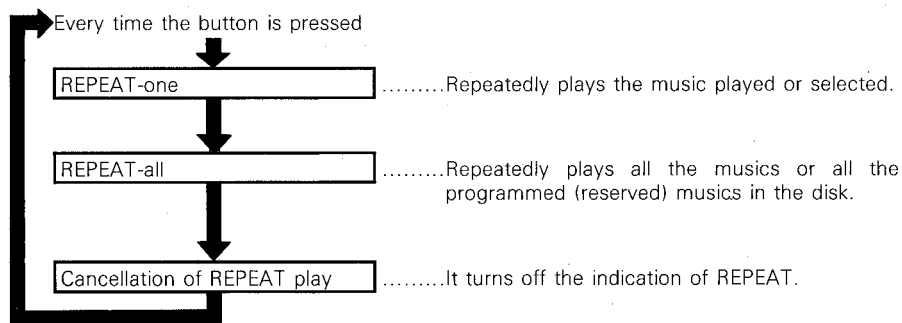 Every time the button is pressed
REPEAT-one .........Repeatedly plays the music played or selected.
REPEAT-all .........Repeatedly plays all the musics or all the
programmed (reserved) musics in the disk.
Cancellation of REPEAT play .........It turns off the indication of REPEAT.